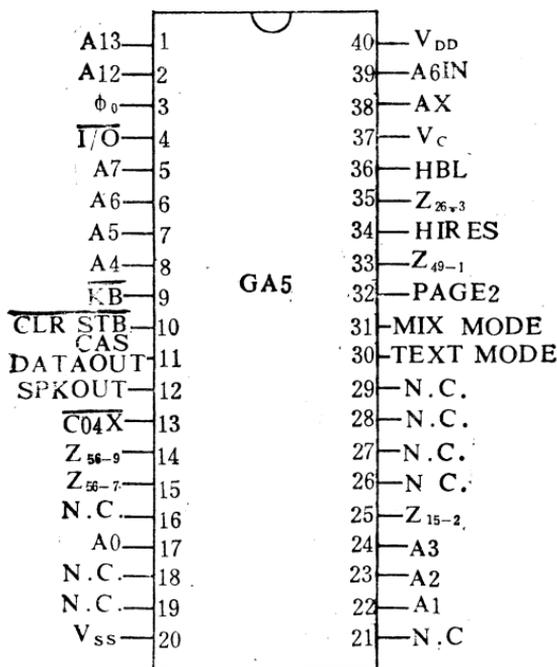 A13 1 40 V_DD
A12 2 39 A6IN
ϕ₀ 3 38 AX
I/O 4 37 V_C
A7 5 36 HBL
A6 6 35 Z₂₆₋₃
A5 7 34 HIRES
A4 8 33 Z₄₉₋₁
GA5
KB 9 32 PAGE2
CLR STB 10 31 MIX MODE
CAS
DATAOUT 11 30 TEXT MODE
SPKOUT 12 29 N.C.
C04X 13 28 N.C.
Z₅₆₋₉ 14 27 N.C.
Z₅₆₋₇ 15 26 N C.
N.C. 16 25 Z₁₅₋₂
A0 17 24 A3
N.C. 18 23 A2
N.C. 19 22 A1
V_SS 20 21 N.C